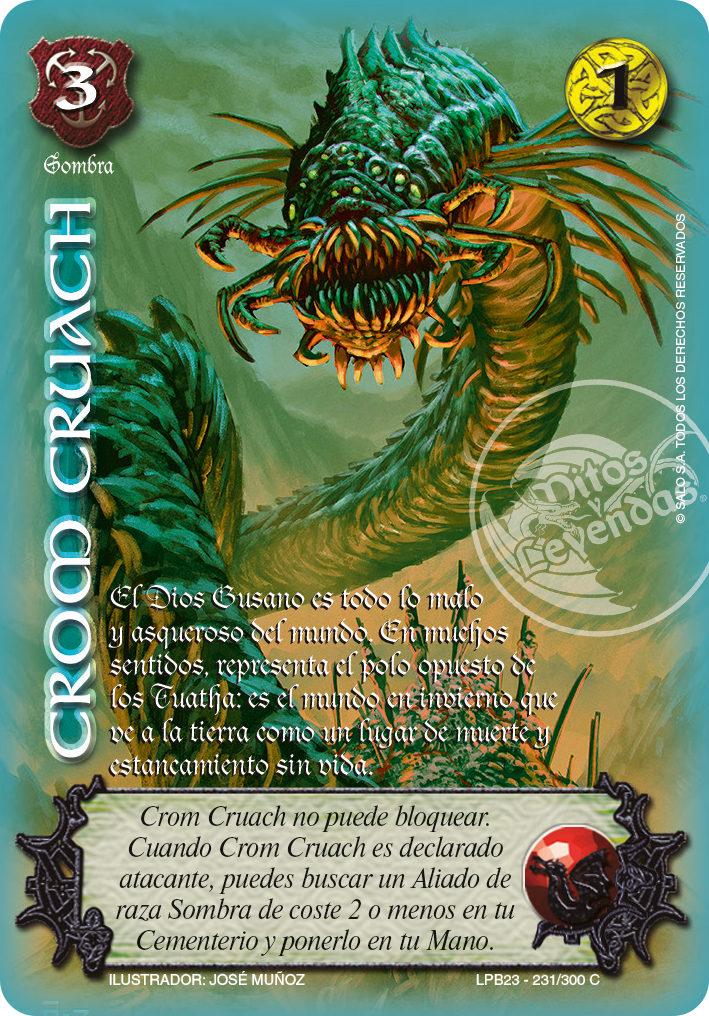 3
1
Sombra
CROM CRUACH
© SALO S.A. TODOS LOS DERECHOS RESERVADOS
Mitos
y
Leyendas
®
El Dios Gusano es todo lo malo
y asqueroso del mundo. En muchos
sentidos, representa el polo opuesto de
los Tuatha: es el mundo en invierno que
ve a la tierra como un lugar de muerte y
estancamiento sin vida.
Crom Cruach no puede bloquear.
Cuando Crom Cruach es declarado
atacante, puedes buscar un Aliado de
raza Sombra de coste 2 o menos en tu
Cementerio y ponerlo en tu Mano.
ILUSTRADOR: JOSÉ MUÑOZ
LPB23 - 231/300 C